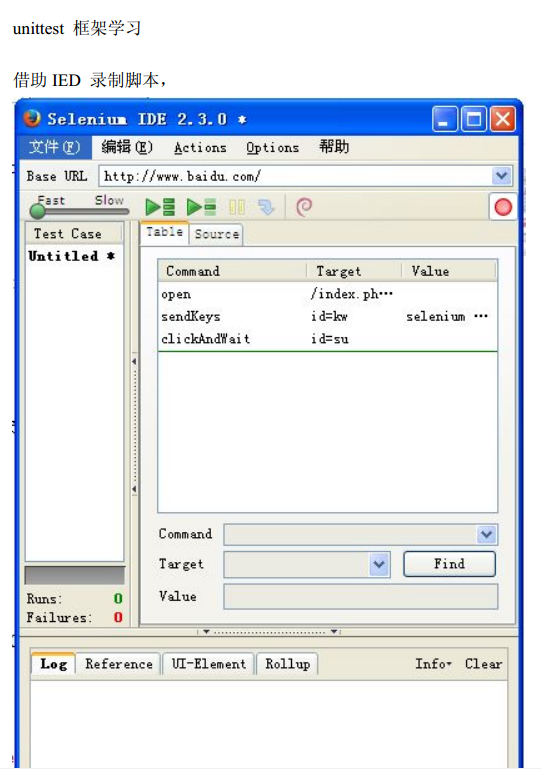 unittest 框架学习
借助 IED 录制脚本，
Selenium IDE 2.3.0 *
文件(F) 编辑(E) Actions Options 帮助
Base URL http://www.baidu.com/
Fast Slow
Test Case
Table Source
Untitled *
Command Target Value
open /index.ph…
sendKeys id=kw selenium …
clickAndWait id=su
Command
Target Find
Value
Runs: 0
Failures: 0
Log Reference UI-Element Rollup Info Clear